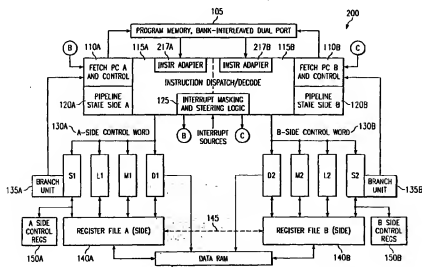 200
105
PROGRAM MEMORY, BANK-INTERLEAVED DUAL PORT
110A 115A 217A 217B 115B 110B
B FETCH PC A AND CONTROL INSTR ADAPTER INSTR ADAPTER FETCH PC B AND CONTROL C
INSTRUCTION DISPATCH/DECODE
PIPELINE STATE SIDE A 125 INTERRUPT MASKING AND STEERING LOGIC PIPELINE STATE SIDE B
120A 120B
130A A-SIDE CONTROL WORD B INTERRUPT SOURCES C B-SIDE CONTROL WORD 130B
BRANCH UNIT S1 L1 M1 D1 D2 M2 L2 S2 BRANCH UNIT
135A 135B
A SIDE CONTROL REGS REGISTER FILE A (SIDE) 145 REGISTER FILE B (SIDE) B SIDE CONTROL REGS
150A 140A DATA RAM 140B 150B